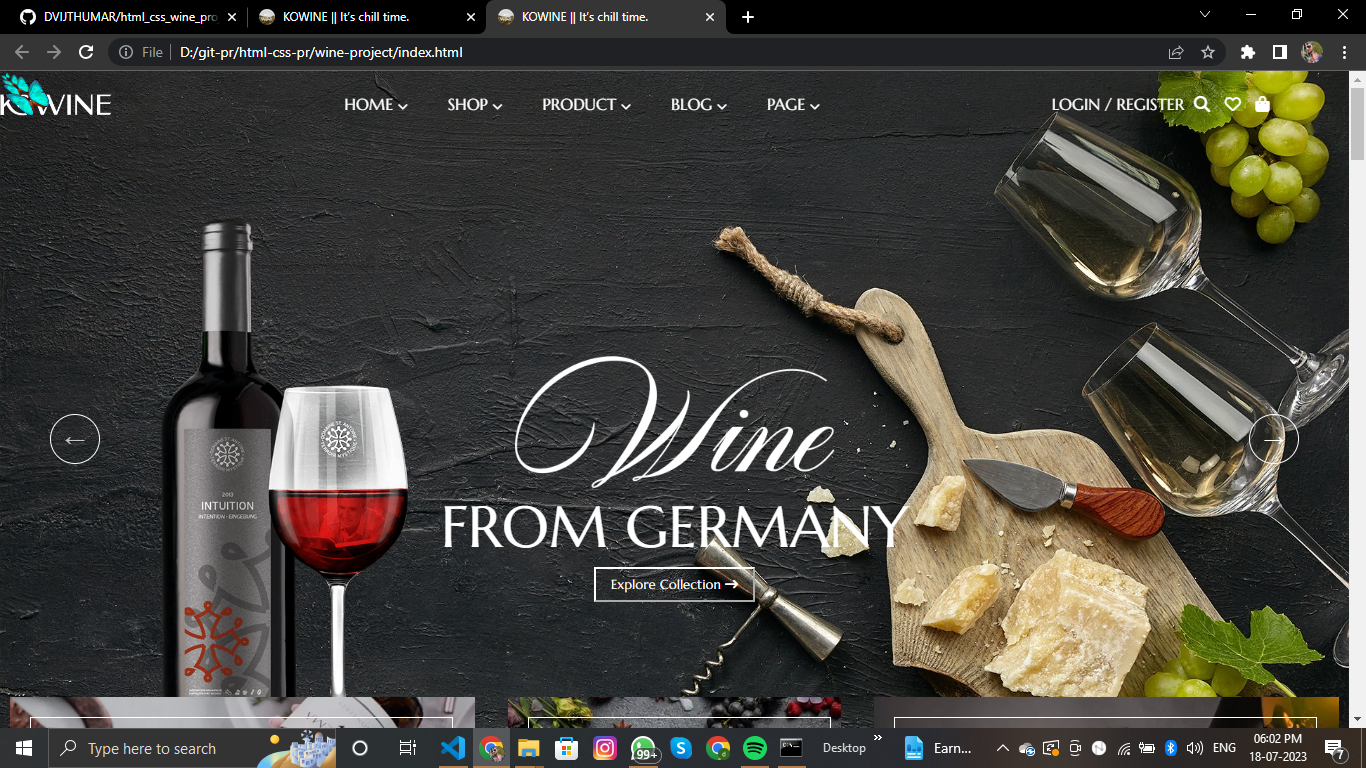 DVIJTHUMAR/html_css_wine_pro
KOWINE || It's chill time.
KOWINE || It's chill time.
File
D:/git-pr/html-css-pr/wine-project/index.html
KOWINE
HOME
SHOP
PRODUCT
BLOG
PAGE
LOGIN / REGISTER
Wine
FROM GERMANY
Explore Collection →
2013
INTUITION
INTENTION - EINGEBUNG
Type here to search
99+
Desktop
»
Earn...
ENG
06:02 PM
18-07-2023
7